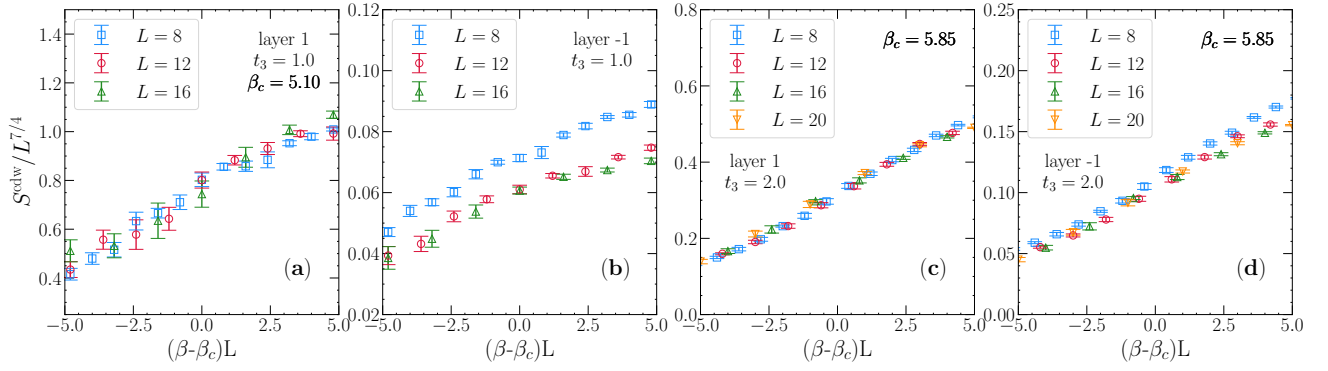 S^cdw/L^7/4
1.4
1.2
1.0
0.8
0.6
0.4
L = 8
L = 12
L = 16
layer 1
t₃ = 1.0
β_c = 5.10
(a)
−5.0 −2.5 0.0 2.5 5.0
(β-β_c)L
0.12
0.10
0.08
0.06
0.04
0.02
L = 8
L = 12
L = 16
layer -1
t₃ = 1.0
(b)
−5.0 −2.5 0.0 2.5 5.0
(β-β_c)L
0.8
0.6
0.4
0.2
0.0
L = 8
L = 12
L = 16
L = 20
β_c = 5.85
layer 1
t₃ = 2.0
(c)
−5.0 −2.5 0.0 2.5 5.0
(β-β_c)L
0.25
0.20
0.15
0.10
0.05
0.00
L = 8
L = 12
L = 16
L = 20
β_c = 5.85
layer -1
t₃ = 2.0
(d)
−5.0 −2.5 0.0 2.5 5.0
(β-β_c)L